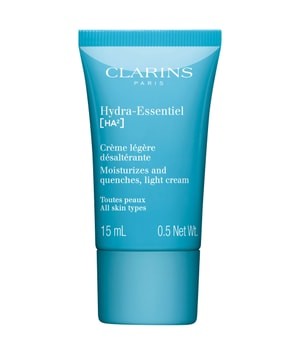 CLARINS
PARIS
Hydra-Essentiel
[HA²]
Crème légère
désaltérante
Moisturizes and
quenches, light cream
Toutes peaux
All skin types
15 mL 0.5 Net Wt.